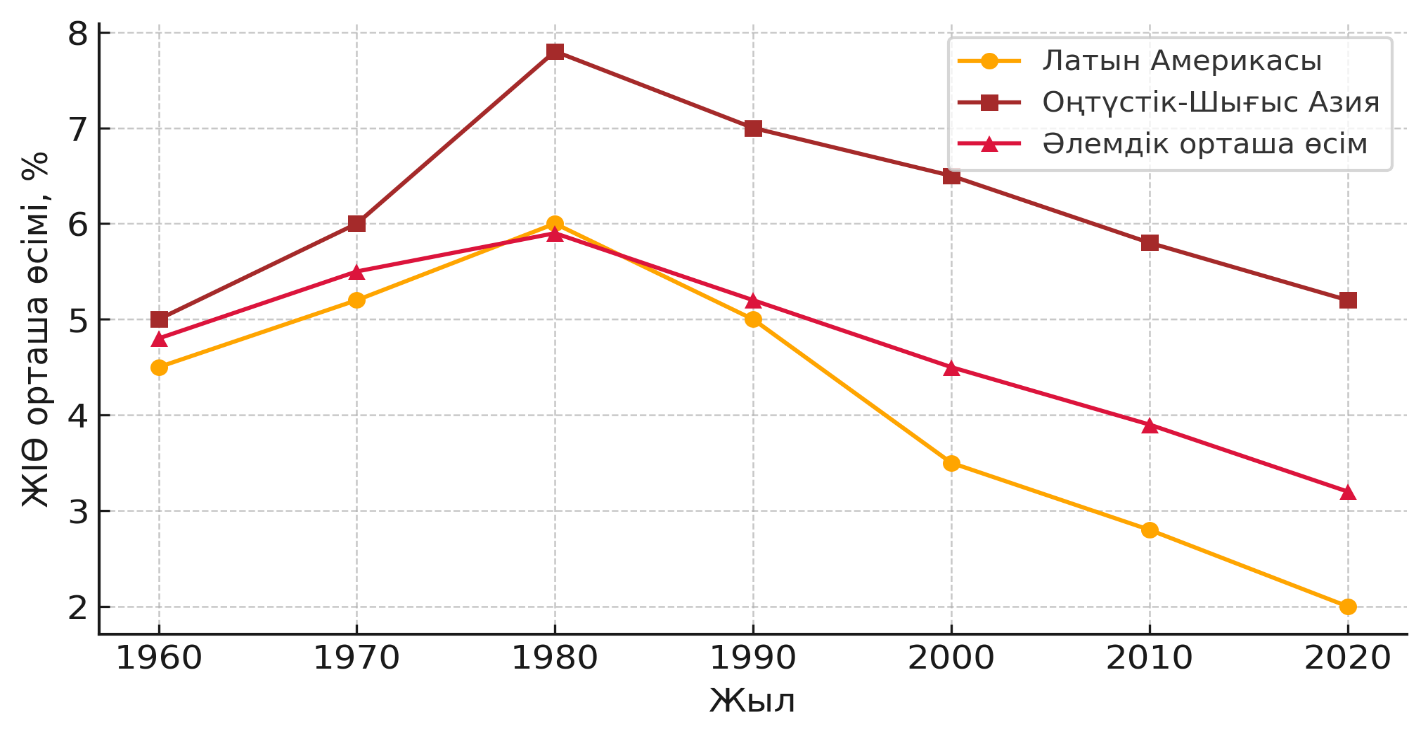 8
7
6
5
4
3
2
ЖІӨ орташа өсімі, %
Латын Америкасы
Оңтүстік-Шығыс Азия
Әлемдік орташа өсім
1960 1970 1980 1990 2000 2010 2020
Жыл